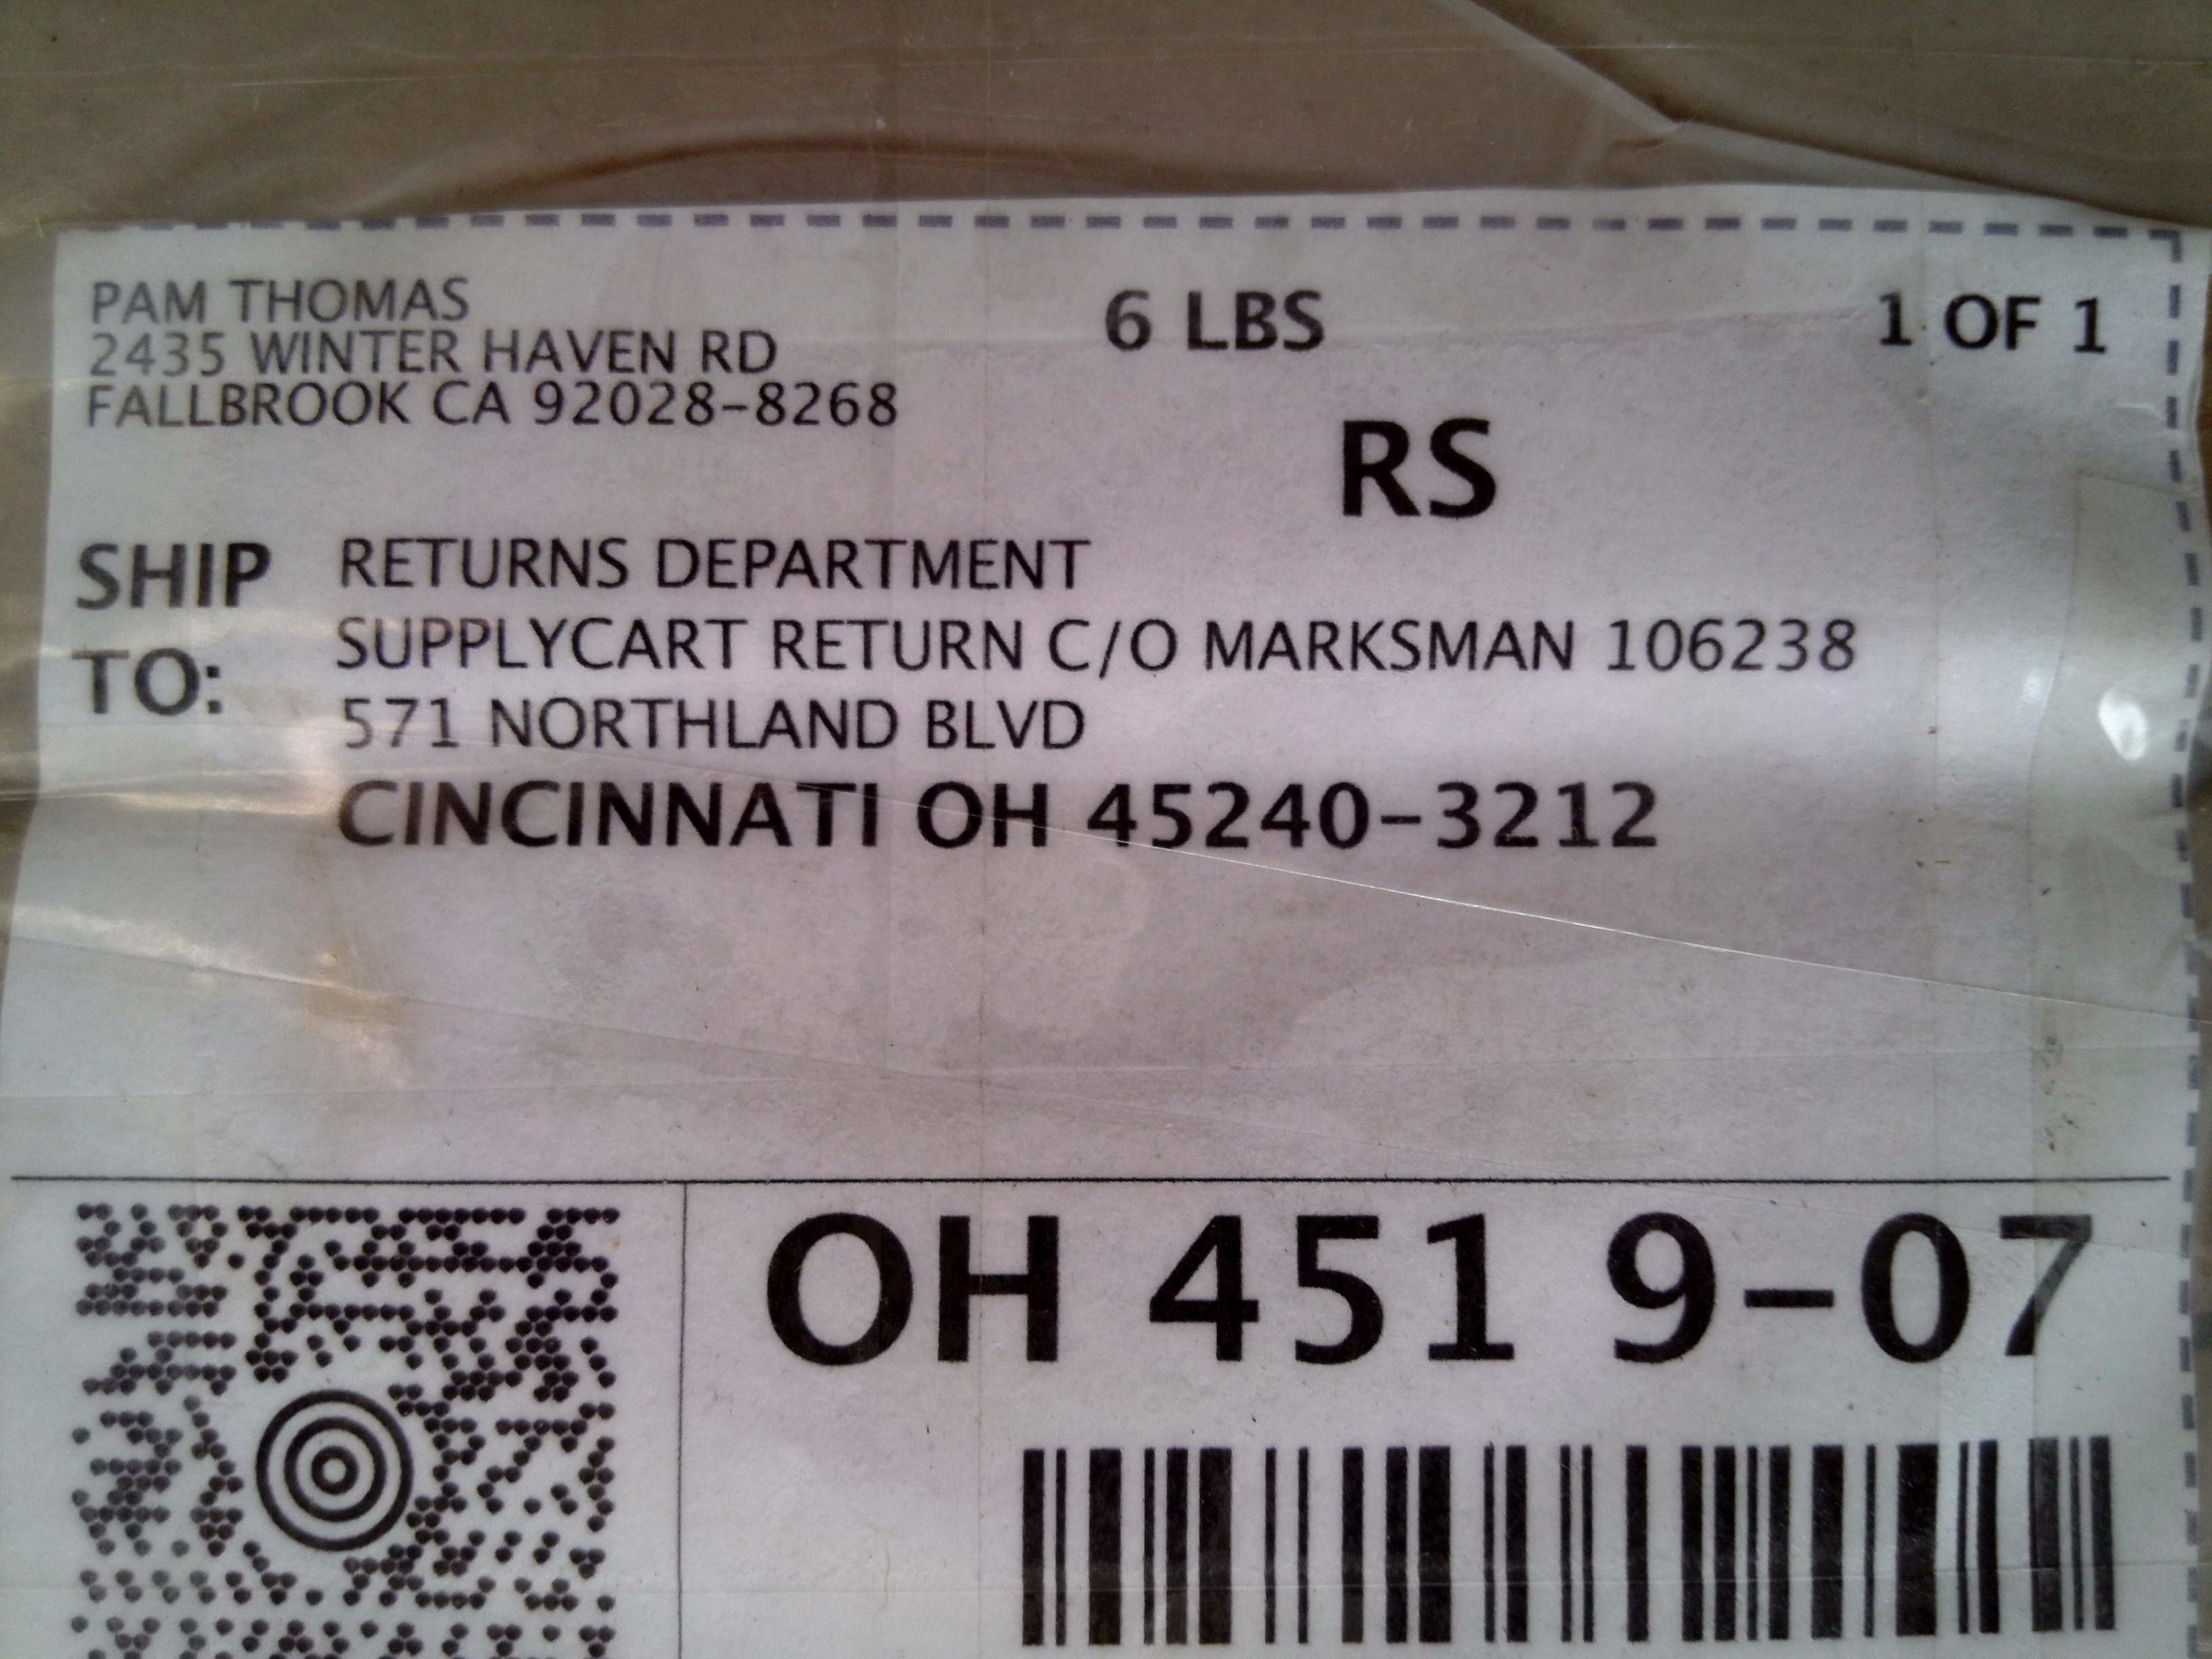 PAM THOMAS
2435 WINTER HAVEN RD
FALLBROOK CA 92028-8268
6 LBS
1 OF 1
RS
SHIP TO:
RETURNS DEPARTMENT
SUPPLYCART RETURN C/O MARKSMAN 106238
571 NORTHLAND BLVD
CINCINNATI OH 45240-3212
OH 451 9-07